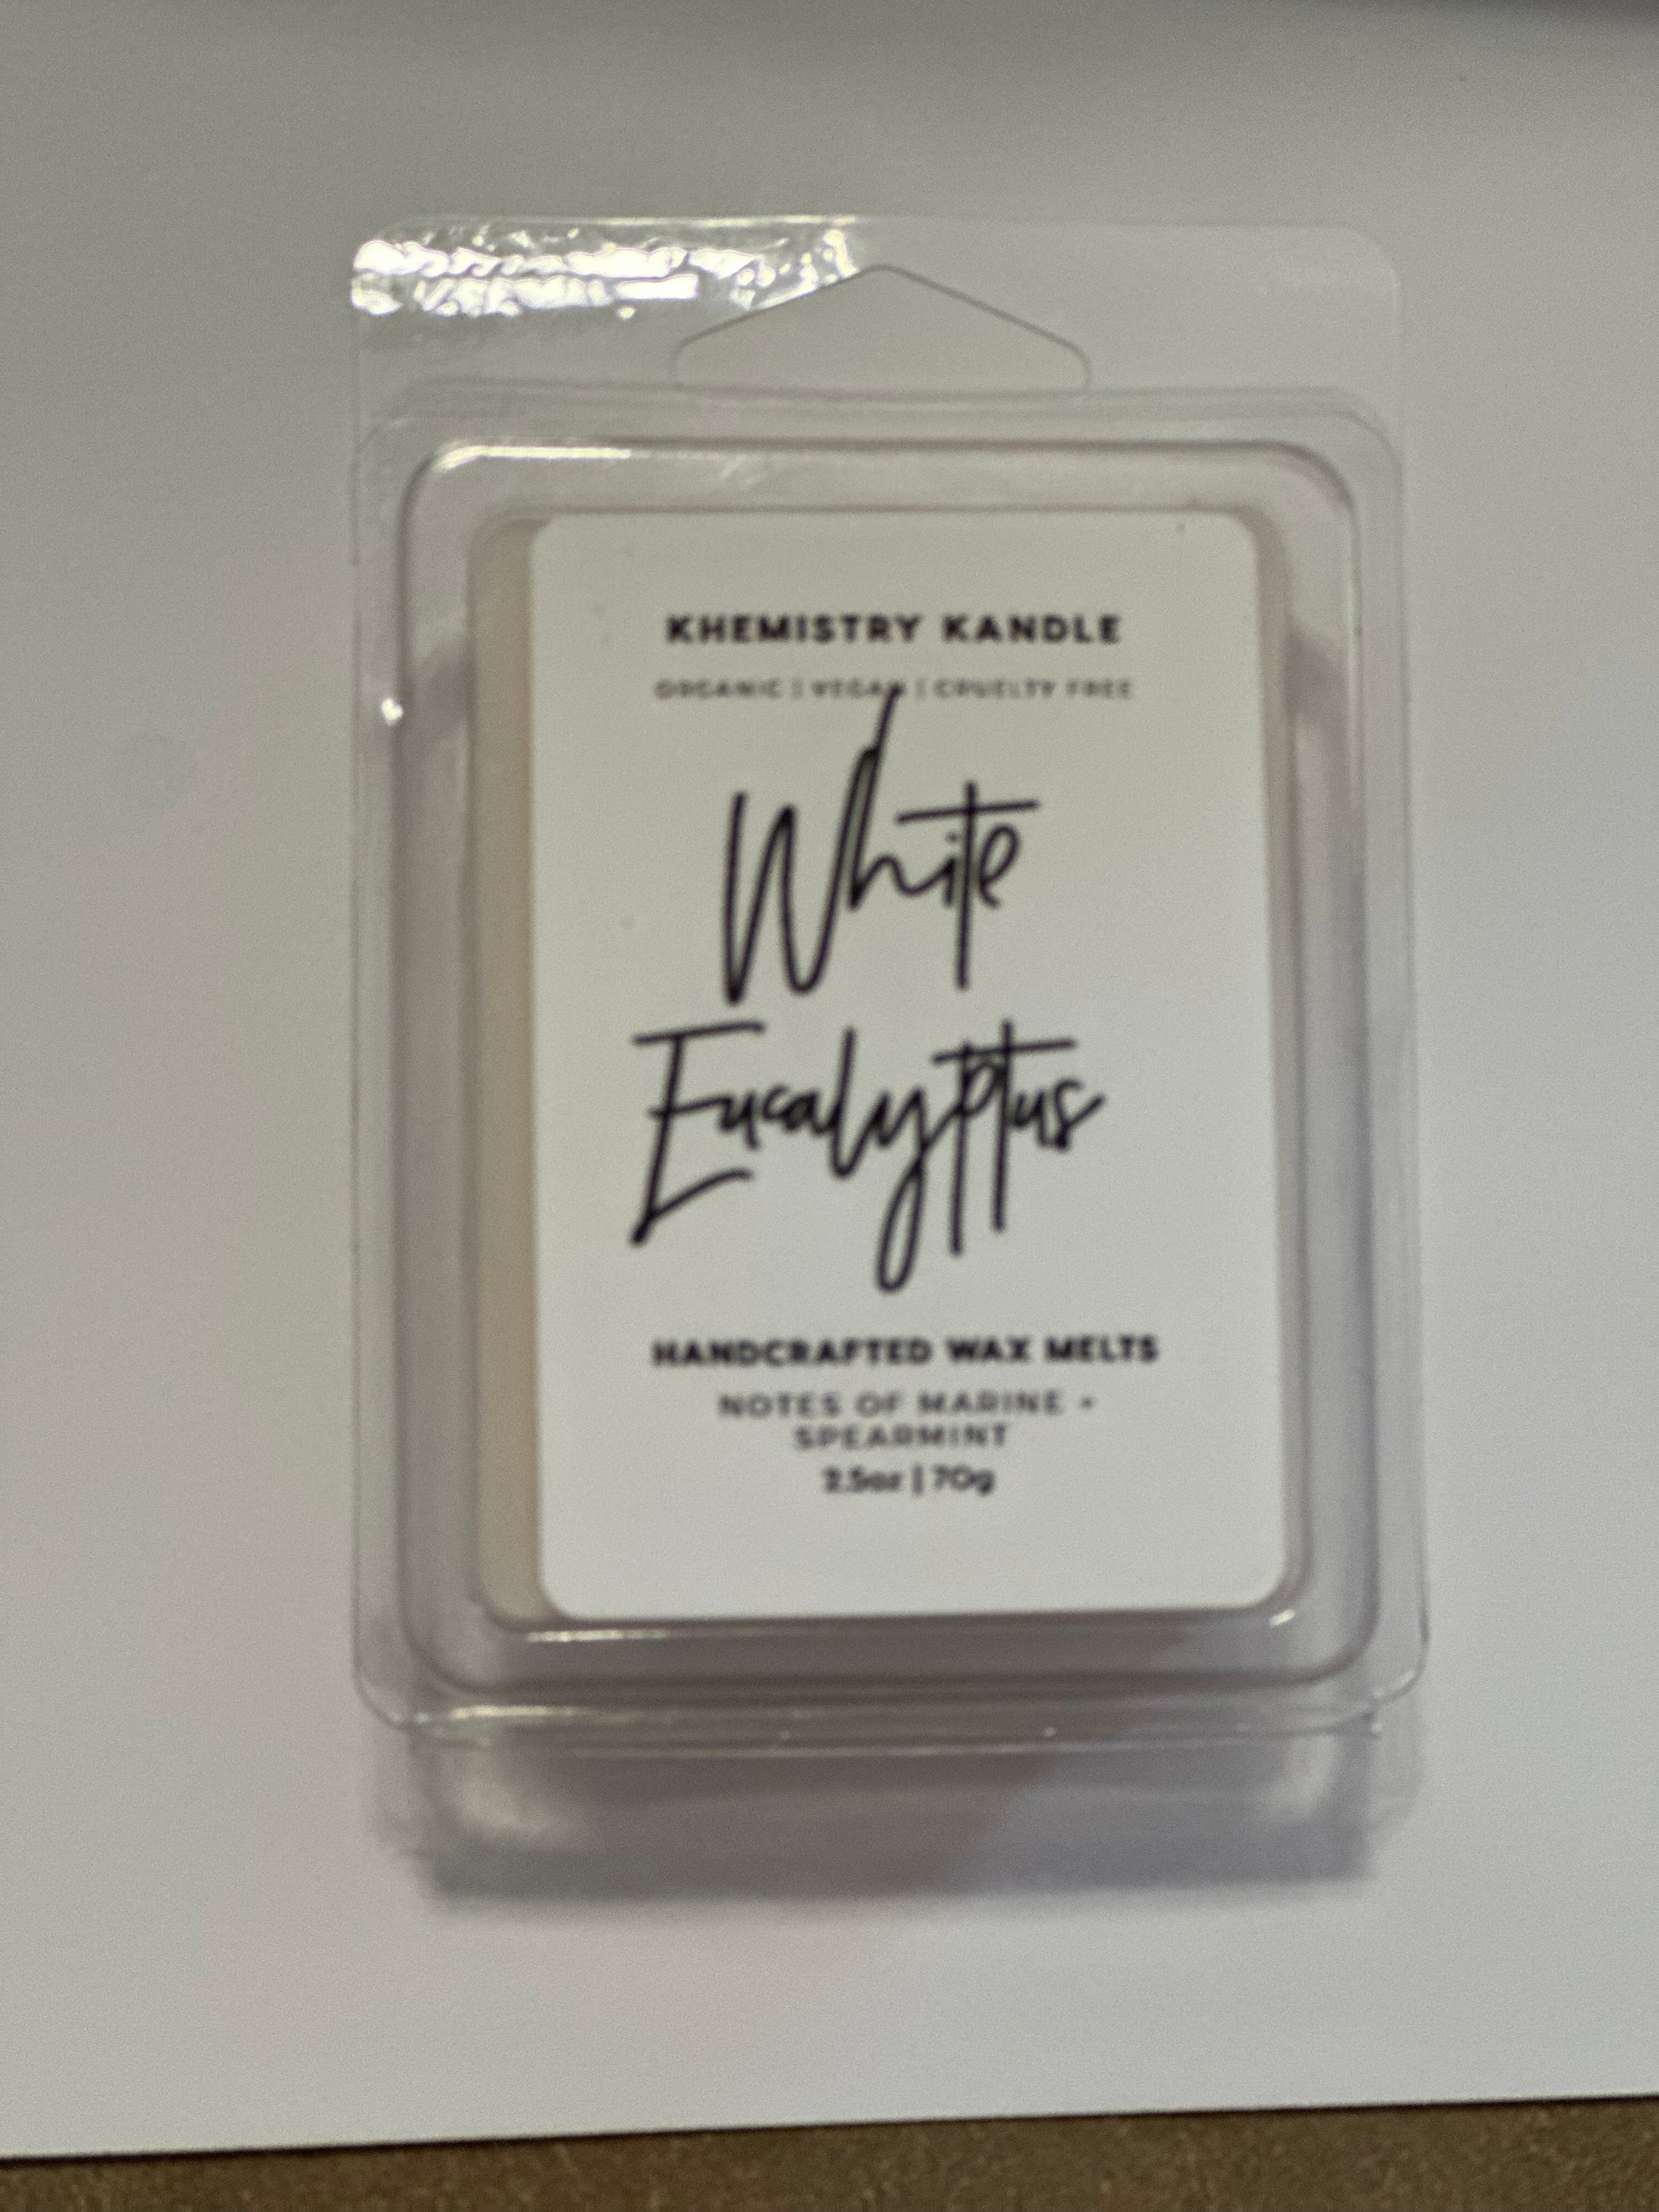 KHEMISTRY KANDLE
ORGANIC | VEGAN | CRUELTY FREE
White
Eucalyptus
HANDCRAFTED WAX MELTS
NOTES OF MARINE +
SPEARMINT
2.5oz | 70g